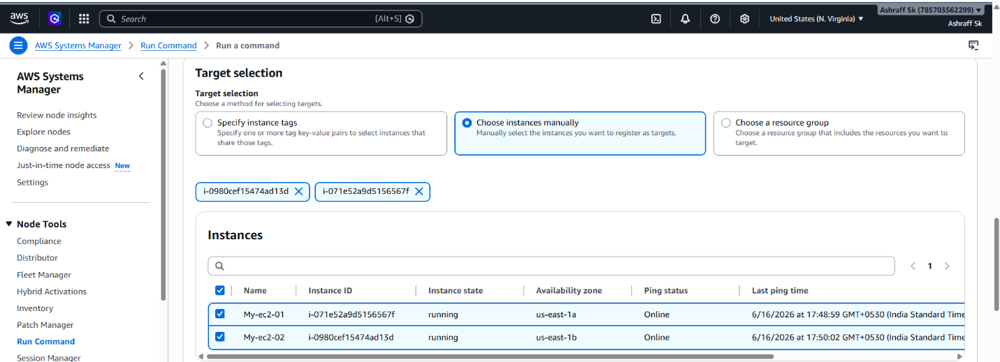 aws
Search [Alt+S]
United States (N. Virginia)
Ashraff Sk (785703562299)
Ashraff Sk
AWS Systems Manager > Run Command > Run a command
AWS Systems
Manager
Review node insights
Explore nodes
Diagnose and remediate
Just-in-time node access New
Settings
Node Tools
Compliance
Distributor
Fleet Manager
Hybrid Activations
Inventory
Patch Manager
Run Command
Session Manager
Target selection
Target selection
Choose a method for selecting targets.
Specify instance tags
Specify one or more tag key-value pairs to select instances that
share those tags.
Choose instances manually
Manually select the instances you want to register as targets.
Choose a resource group
Choose a resource group that includes the resources you want to
target.
i-0980cef15474ad13d i-071e52a9d5156567f
Instances
1
Name Instance ID Instance state Availability zone Ping status Last ping time
My-ec2-01 i-071e52a9d5156567f running us-east-1a Online 6/16/2026 at 17:48:59 GMT+0530 (India Standard Time
My-ec2-02 i-0980cef15474ad13d running us-east-1b Online 6/16/2026 at 17:50:02 GMT+0530 (India Standard Time